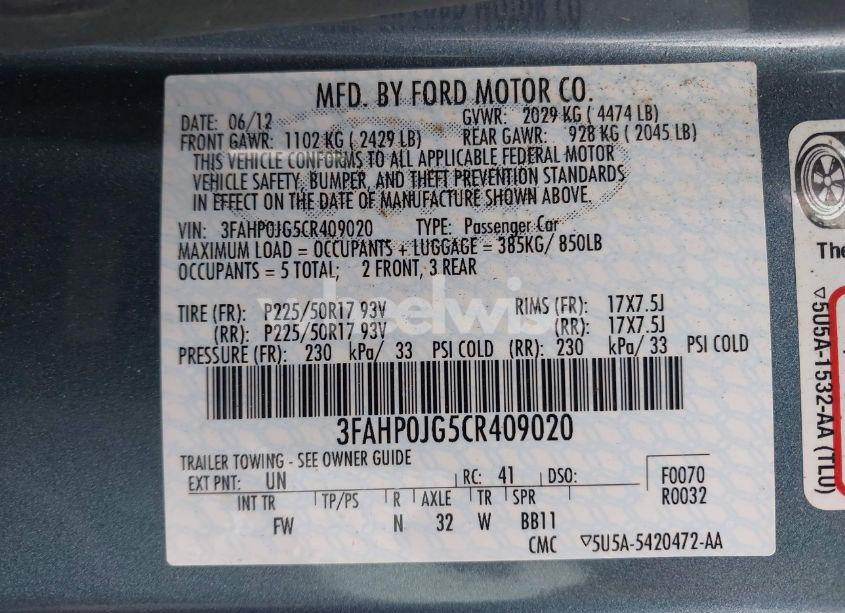 MFD. BY FORD MOTOR CO.
DATE: 06/12 GVWR: 2029 KG ( 4474 LB)
FRONT GAWR: 1102 KG ( 2429 LB) REAR GAWR: 928 KG ( 2045 LB)
THIS VEHICLE CONFORMS TO ALL APPLICABLE FEDERAL MOTOR
VEHICLE SAFETY, BUMPER, AND THEFT PREVENTION STANDARDS
IN EFFECT ON THE DATE OF MANUFACTURE SHOWN ABOVE.
VIN: 3FAHP0JG5CR409020 TYPE: Passenger Car
MAXIMUM LOAD = OCCUPANTS + LUGGAGE = 385KG/ 850LB
OCCUPANTS = 5 TOTAL; 2 FRONT, 3 REAR
TIRE (FR): P225/50R17 93V RIMS (FR): 17X7.5J
(RR): P225/50R17 93V (RR): 17X7.5J
PRESSURE (FR): 230 kPa/ 33 PSI COLD (RR): 230 kPa/ 33 PSI COLD
3FAHP0JG5CR409020
TRAILER TOWING - SEE OWNER GUIDE
EXT PNT: UN RC: 41 DSO: F0070
INT TR TP/PS R AXLE TR SPR R0032
FW N 32 W BB11
CMC ▽5U5A-5420472-AA
The
▽5U5A-1532-AA (TLU)
wheelwis